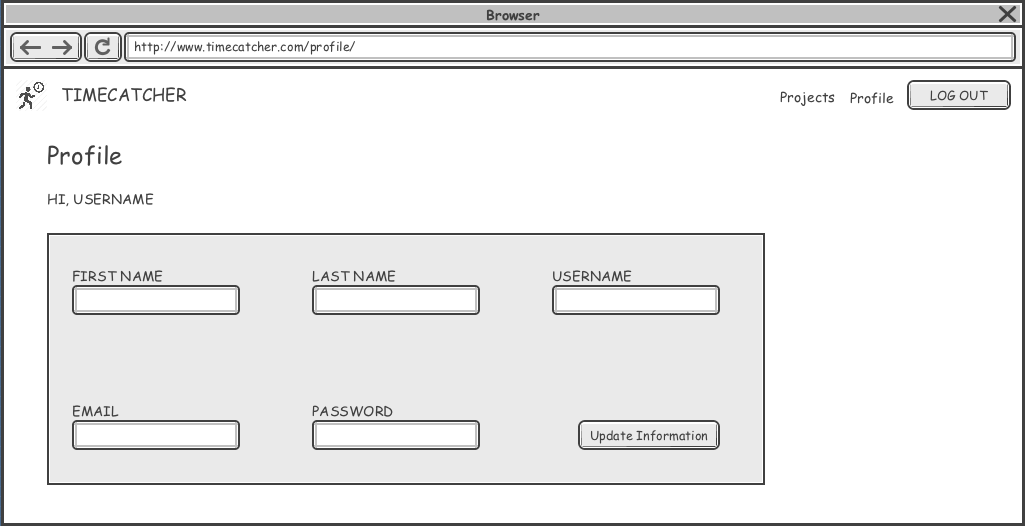 Browser
http://www.timecatcher.com/profile/
TIMECATCHER
Projects Profile LOG OUT
Profile
HI, USERNAME
FIRST NAME LAST NAME USERNAME
EMAIL PASSWORD
Update Information